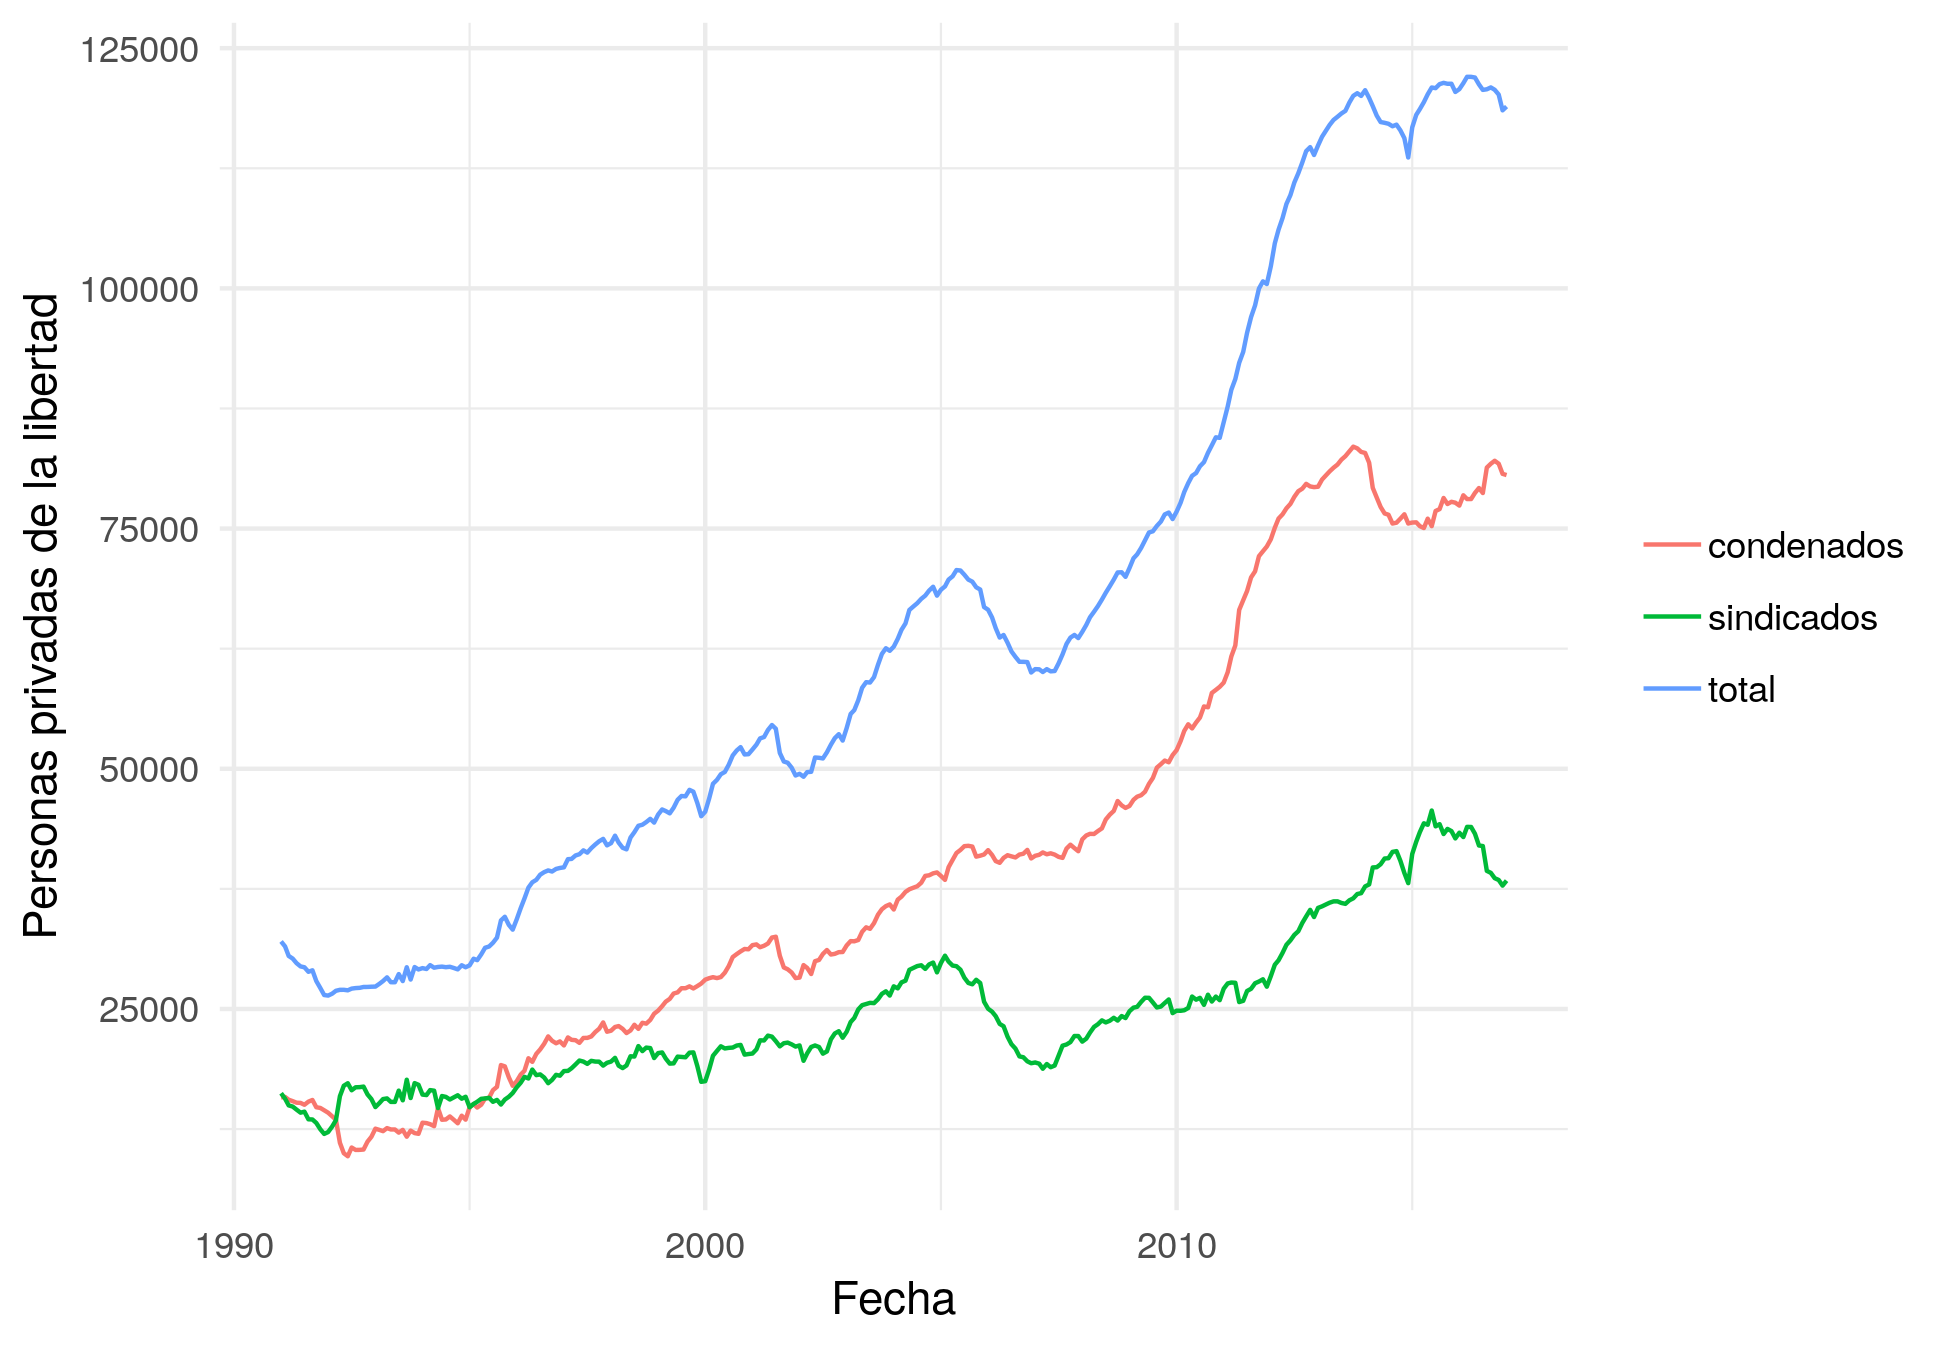 125000
100000
75000
50000
25000
Personas privadas de la libertad
1990
2000
2010
Fecha
condenados
sindicados
total